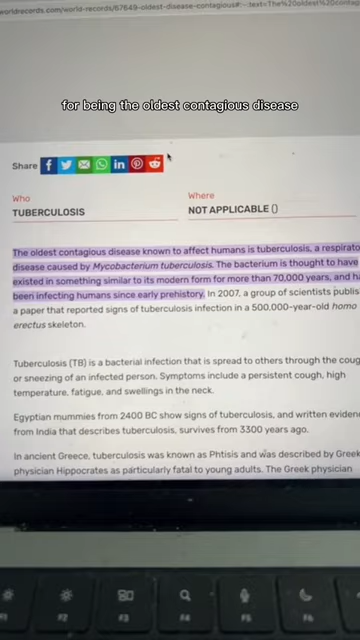 worldrecords.com/world-records/67649-oldest-disease-contagious#:~:text=The%20oldest%20contag
for being the oldest contagious disease
Share
Who
Where
TUBERCULOSIS
NOT APPLICABLE ()
The oldest contagious disease known to affect humans is tuberculosis, a respirato
disease caused by Mycobacterium tuberculosis. The bacterium is thought to have
existed in something similar to its modern form for more than 70,000 years, and ha
been infecting humans since early prehistory. In 2007, a group of scientists publis
a paper that reported signs of tuberculosis infection in a 500,000-year-old homo
erectus skeleton.
Tuberculosis (TB) is a bacterial infection that is spread to others through the coug
or sneezing of an infected person. Symptoms include a persistent cough, high
temperature, fatigue, and swellings in the neck.
Egyptian mummies from 2400 BC show signs of tuberculosis, and written eviden
from India that describes tuberculosis, survives from 3300 years ago.
In ancient Greece, tuberculosis was known as Phtisis and was described by Greek
physician Hippocrates as particularly fatal to young adults. The Greek physician
F1
F2
F3
F4
F5
F6